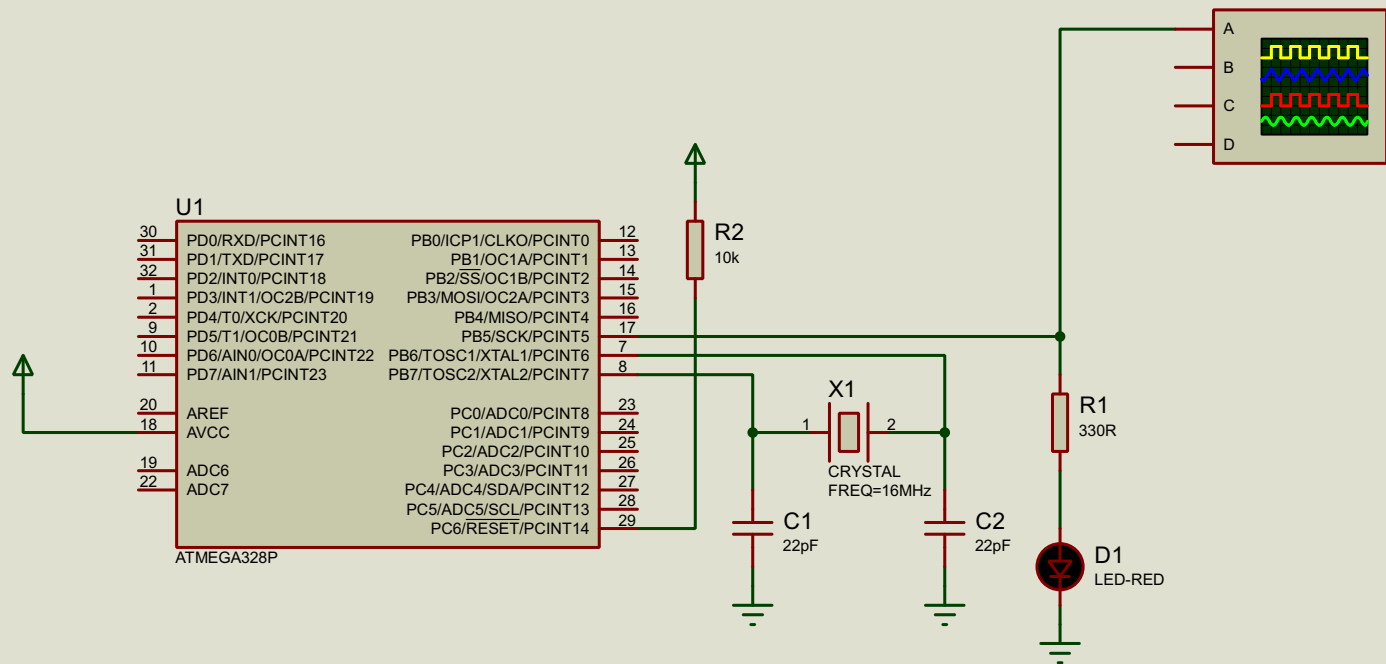 A
B
C
D
U1
30 PD0/RXD/PCINT16 PB0/ICP1/CLKO/PCINT0 12
31 PD1/TXD/PCINT17 PB1/OC1A/PCINT1 13
32 PD2/INT0/PCINT18 PB2/SS/OC1B/PCINT2 14
1 PD3/INT1/OC2B/PCINT19 PB3/MOSI/OC2A/PCINT3 15
2 PD4/T0/XCK/PCINT20 PB4/MISO/PCINT4 16
9 PD5/T1/OC0B/PCINT21 PB5/SCK/PCINT5 17
10 PD6/AIN0/OC0A/PCINT22 PB6/TOSC1/XTAL1/PCINT6 7
11 PD7/AIN1/PCINT23 PB7/TOSC2/XTAL2/PCINT7 8
20 AREF PC0/ADC0/PCINT8 23
18 AVCC PC1/ADC1/PCINT9 24
PC2/ADC2/PCINT10 25
19 ADC6 PC3/ADC3/PCINT11 26
22 ADC7 PC4/ADC4/SDA/PCINT12 27
PC5/ADC5/SCL/PCINT13 28
PC6/RESET/PCINT14 29
ATMEGA328P
R2
10k
X1
1 2
CRYSTAL
FREQ=16MHz
C1
22pF
C2
22pF
R1
330R
D1
LED-RED